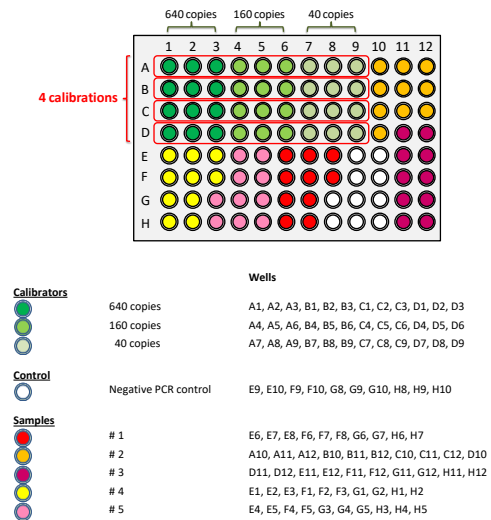 640 copies 160 copies 40 copies
1 2 3 4 5 6 7 8 9 10 11 12
A
B
4 calibrations
C
D
E
F
G
H
Wells
Calibrators
640 copies A1, A2, A3, B1, B2, B3, C1, C2, C3, D1, D2, D3
160 copies A4, A5, A6, B4, B5, B6, C4, C5, C6, D4, D5, D6
40 copies A7, A8, A9, B7, B8, B9, C7, C8, C9, D7, D8, D9
Control
Negative PCR control E9, E10, F9, F10, G8, G9, G10, H8, H9, H10
Samples
# 1 E6, E7, E8, F6, F7, F8, G6, G7, H6, H7
# 2 A10, A11, A12, B10, B11, B12, C10, C11, C12, D10
# 3 D11, D12, E11, E12, F11, F12, G11, G12, H11, H12
# 4 E1, E2, E3, F1, F2, F3, G1, G2, H1, H2
# 5 E4, E5, F4, F5, G3, G4, G5, H3, H4, H5